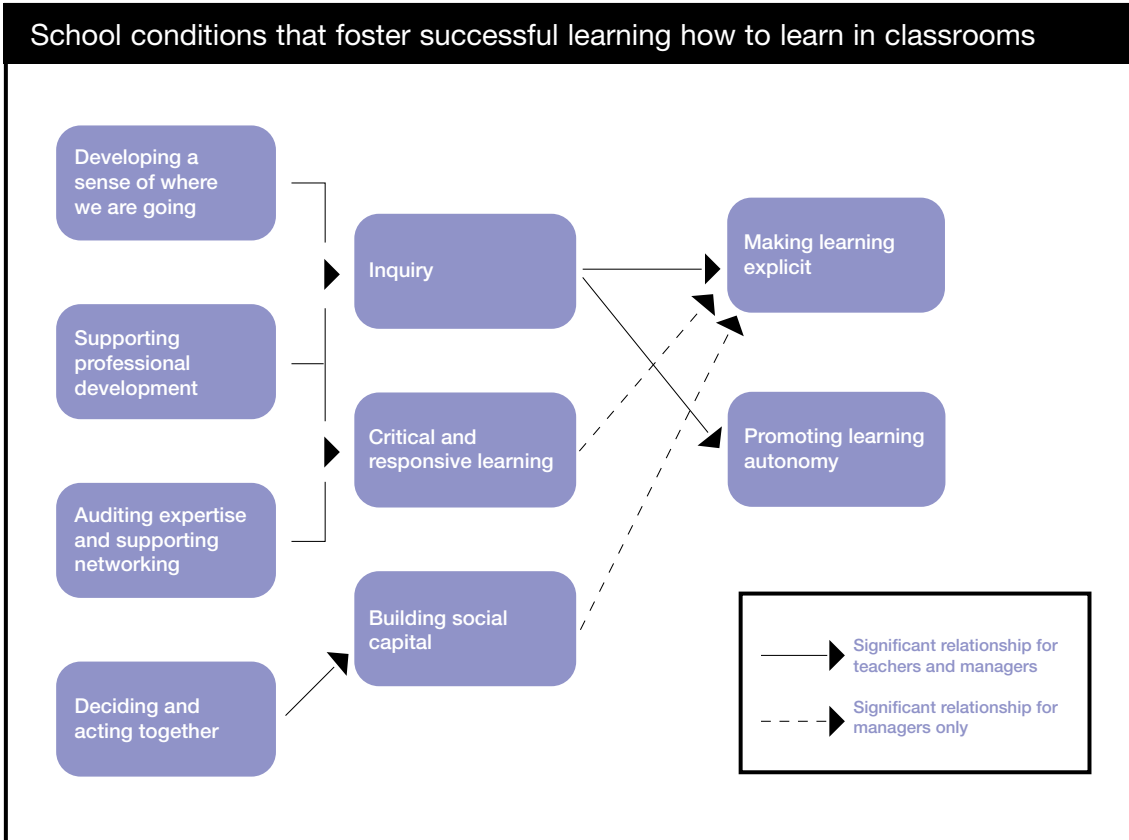 School conditions that foster successful learning how to learn in classrooms
Developing a
sense of where
we are going
Supporting
professional
development
Auditing expertise
and supporting
networking
Deciding and
acting together
Inquiry
Critical and
responsive learning
Building social
capital
Making learning
explicit
Promoting learning
autonomy
Significant relationship for
teachers and managers
Significant relationship for
managers only